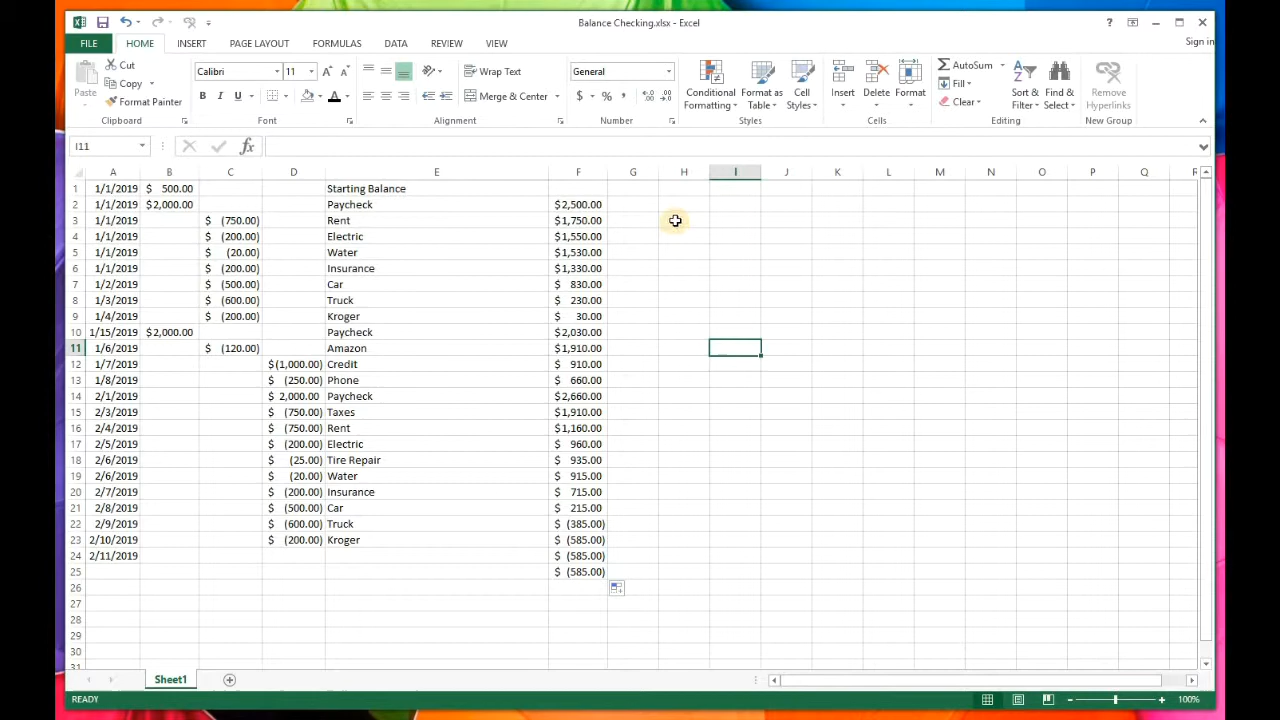 Balance Checking.xlsx - Excel
?
FILE HOME INSERT PAGE LAYOUT FORMULAS DATA REVIEW VIEW Sign in
Paste Cut Copy Format Painter Clipboard
Calibri 11 A A B I U A Font
Wrap Text Merge & Center Alignment
General $ % , .00 Number
Conditional Formatting Format as Table Cell Styles Styles
Insert Delete Format Cells
AutoSum Fill Clear Sort & Filter Find & Select Editing
Remove Hyperlinks New Group
I11 fx
A B C D E F G H I J K L M N O P Q R
1 1/1/2019 $ 500.00 Starting Balance
2 1/1/2019 $2,000.00 Paycheck $2,500.00
3 1/1/2019 $ (750.00) Rent $1,750.00
4 1/1/2019 $ (200.00) Electric $1,550.00
5 1/1/2019 $ (20.00) Water $1,530.00
6 1/1/2019 $ (200.00) Insurance $1,330.00
7 1/2/2019 $ (500.00) Car $ 830.00
8 1/3/2019 $ (600.00) Truck $ 230.00
9 1/4/2019 $ (200.00) Kroger $ 30.00
10 1/15/2019 $2,000.00 Paycheck $2,030.00
11 1/6/2019 $ (120.00) Amazon $1,910.00
12 1/7/2019 $(1,000.00) Credit $ 910.00
13 1/8/2019 $ (250.00) Phone $ 660.00
14 2/1/2019 $ 2,000.00 Paycheck $2,660.00
15 2/3/2019 $ (750.00) Taxes $1,910.00
16 2/4/2019 $ (750.00) Rent $1,160.00
17 2/5/2019 $ (200.00) Electric $ 960.00
18 2/6/2019 $ (25.00) Tire Repair $ 935.00
19 2/6/2019 $ (20.00) Water $ 915.00
20 2/7/2019 $ (200.00) Insurance $ 715.00
21 2/8/2019 $ (500.00) Car $ 215.00
22 2/9/2019 $ (600.00) Truck $ (385.00)
23 2/10/2019 $ (200.00) Kroger $ (585.00)
24 2/11/2019 $ (585.00)
25 $ (585.00)
26
27
28
29
30
31
Sheet1
READY 100%